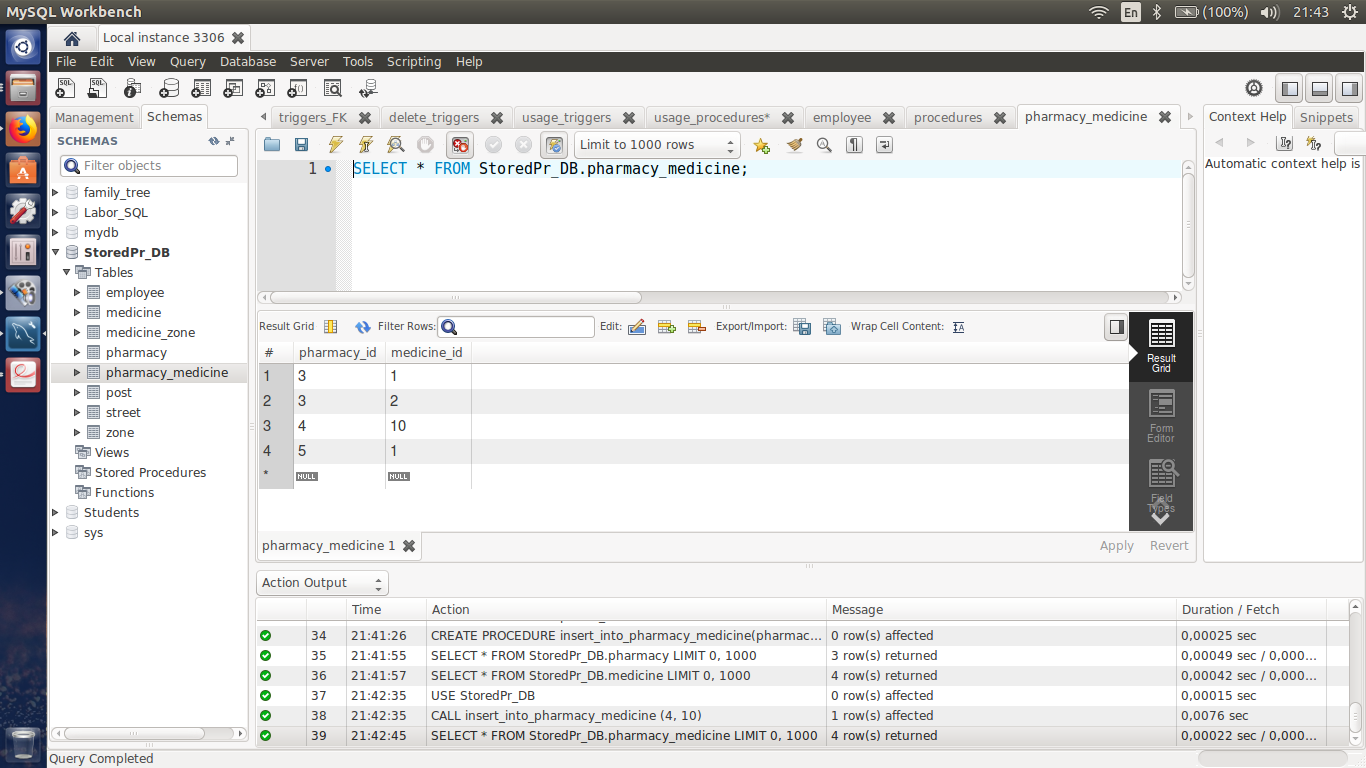 MySQL Workbench En (100%) 21:43
Local instance 3306
File Edit View Query Database Server Tools Scripting Help
Management Schemas
triggers_FK delete_triggers usage_triggers usage_procedures* employee procedures pharmacy_medicine
Context Help Snippets
SCHEMAS
Filter objects
Limit to 1000 rows
Automatic context help is
1 SELECT * FROM StoredPr_DB.pharmacy_medicine;
family_tree
Labor_SQL
mydb
StoredPr_DB
Tables
employee
medicine
medicine_zone
pharmacy
pharmacy_medicine
post
street
zone
Views
Stored Procedures
Functions
Students
sys
Result Grid Filter Rows: Edit: Export/Import: Wrap Cell Content:
# pharmacy_id medicine_id
1 3 1
2 3 2
3 4 10
4 5 1
* NULL NULL
Result
Grid
Form
Editor
Field
Types
pharmacy_medicine 1 Apply Revert
Action Output
Time Action Message Duration / Fetch
34 21:41:26 CREATE PROCEDURE insert_into_pharmacy_medicine(pharmac... 0 row(s) affected 0,00025 sec
35 21:41:55 SELECT * FROM StoredPr_DB.pharmacy LIMIT 0, 1000 3 row(s) returned 0,00049 sec / 0,000...
36 21:41:57 SELECT * FROM StoredPr_DB.medicine LIMIT 0, 1000 4 row(s) returned 0,00042 sec / 0,000...
37 21:42:35 USE StoredPr_DB 0 row(s) affected 0,00015 sec
38 21:42:35 CALL insert_into_pharmacy_medicine (4, 10) 1 row(s) affected 0,0076 sec
39 21:42:45 SELECT * FROM StoredPr_DB.pharmacy_medicine LIMIT 0, 1000 4 row(s) returned 0,00022 sec / 0,000...
Query Completed